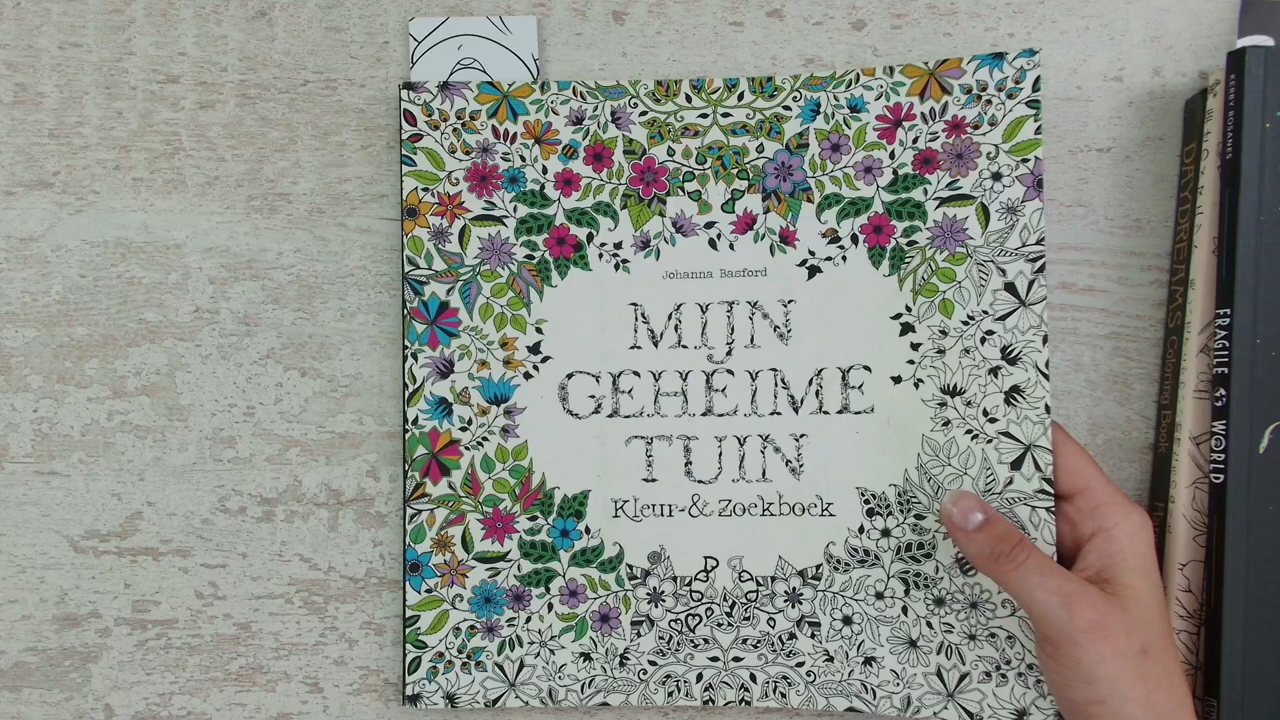 Johanna Basford
MIJN
GEHEIME
TUIN
Kleur-& Zoekboek
DAYDREAMS Coloring Book
KERBY ROSANES
FRAGILE WORLD